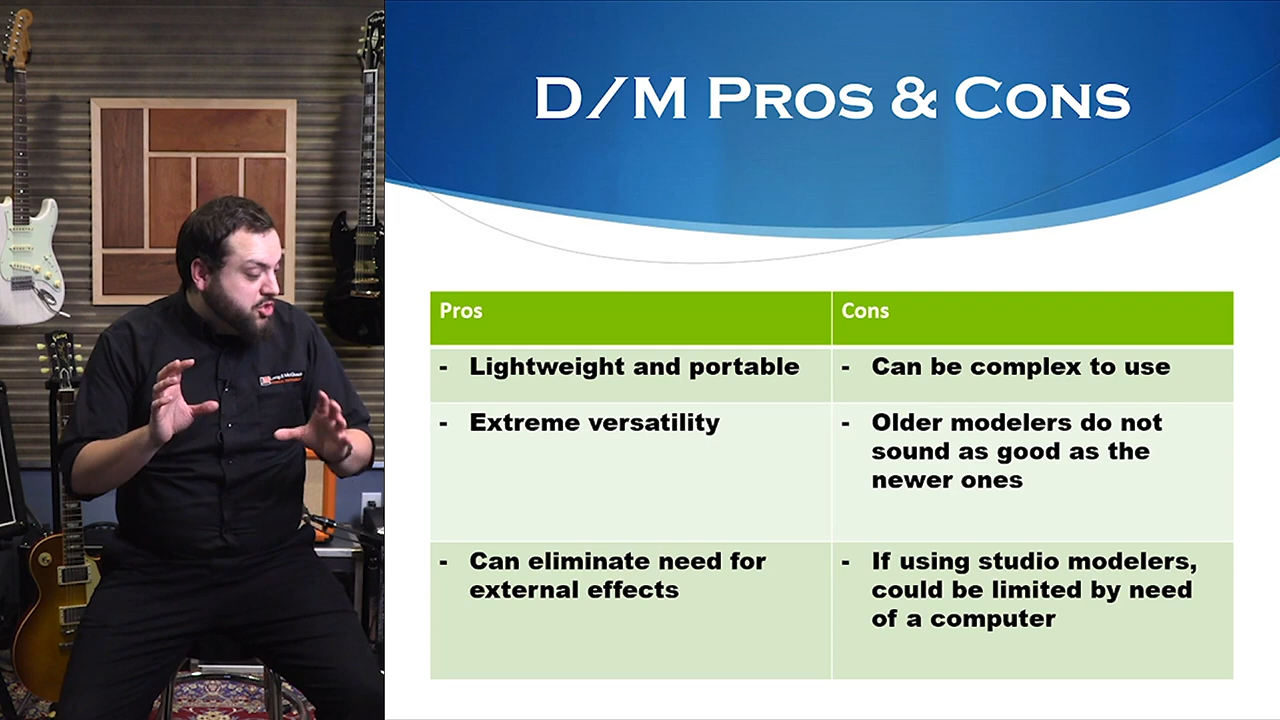 D/M Pros & Cons
Pros
Cons
- Lightweight and portable
- Can be complex to use
- Extreme versatility
- Older modelers do not
sound as good as the
newer ones
- Can eliminate need for
external effects
- If using studio modelers,
could be limited by need
of a computer